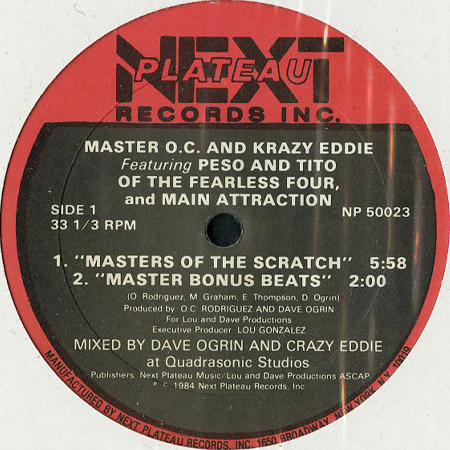 NEXT
PLATEAU
RECORDS INC.
MASTER O.C. AND KRAZY EDDIE
Featuring PESO AND TITO
OF THE FEARLESS FOUR,
and MAIN ATTRACTION
SIDE 1
NP 50023
33 1/3 RPM
1. "MASTERS OF THE SCRATCH" 5:58
2. "MASTER BONUS BEATS" 2:00
(O. Rodriguez, M. Graham, E. Thompson, D. Ogrin)
Produced by O.C. RODRIGUEZ AND DAVE OGRIN
For Lou and Dave Productions
Executive Producer LOU GONZALEZ
MIXED BY DAVE OGRIN AND CRAZY EDDIE
at Quadrasonic Studios
Publishers Next Plateau Music/Lou and Dave Productions ASCAP
P. C. 1984 Next Plateau Records, Inc
MANUFACTURED BY NEXT PLATEAU RECORDS, INC. 1650 BROADWAY, NEW YORK, N.Y. 10019